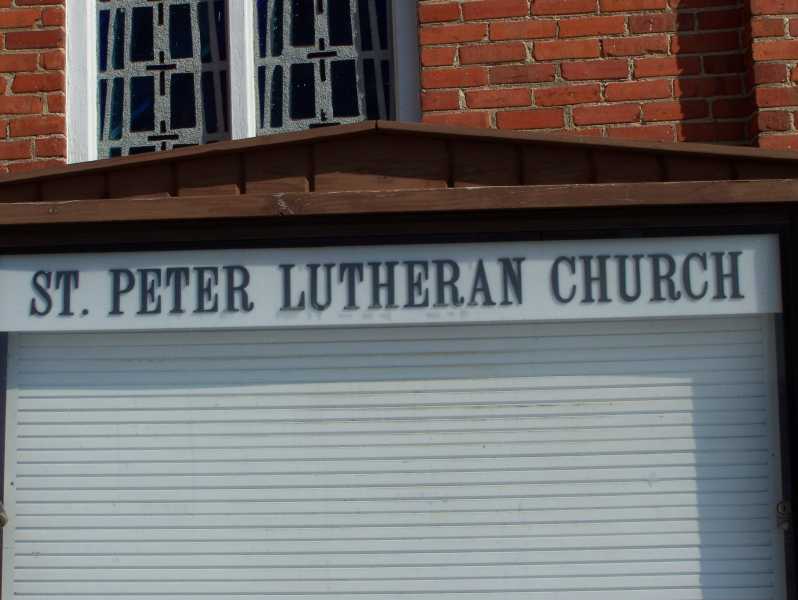 ST. PETER LUTHERAN CHURCH